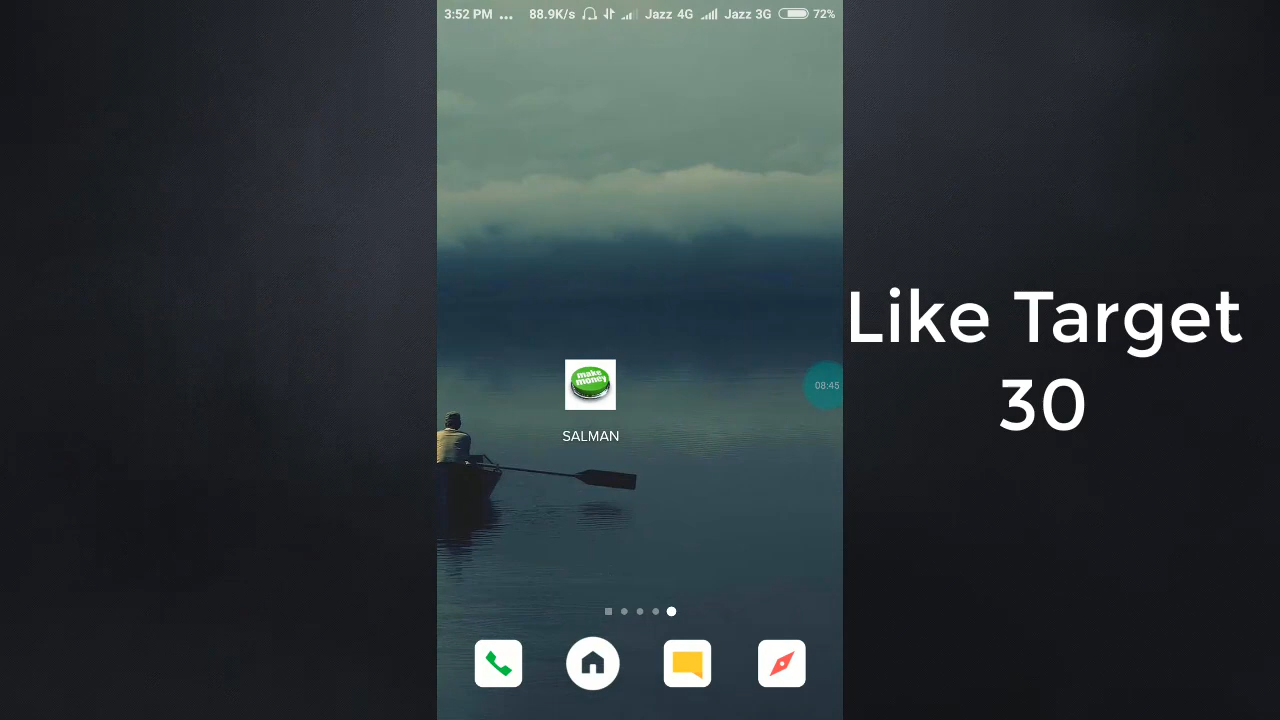 3:52 PM ... 88.9K/s Jazz 4G Jazz 3G 72%
Like Target
30
make
money
08:45
SALMAN